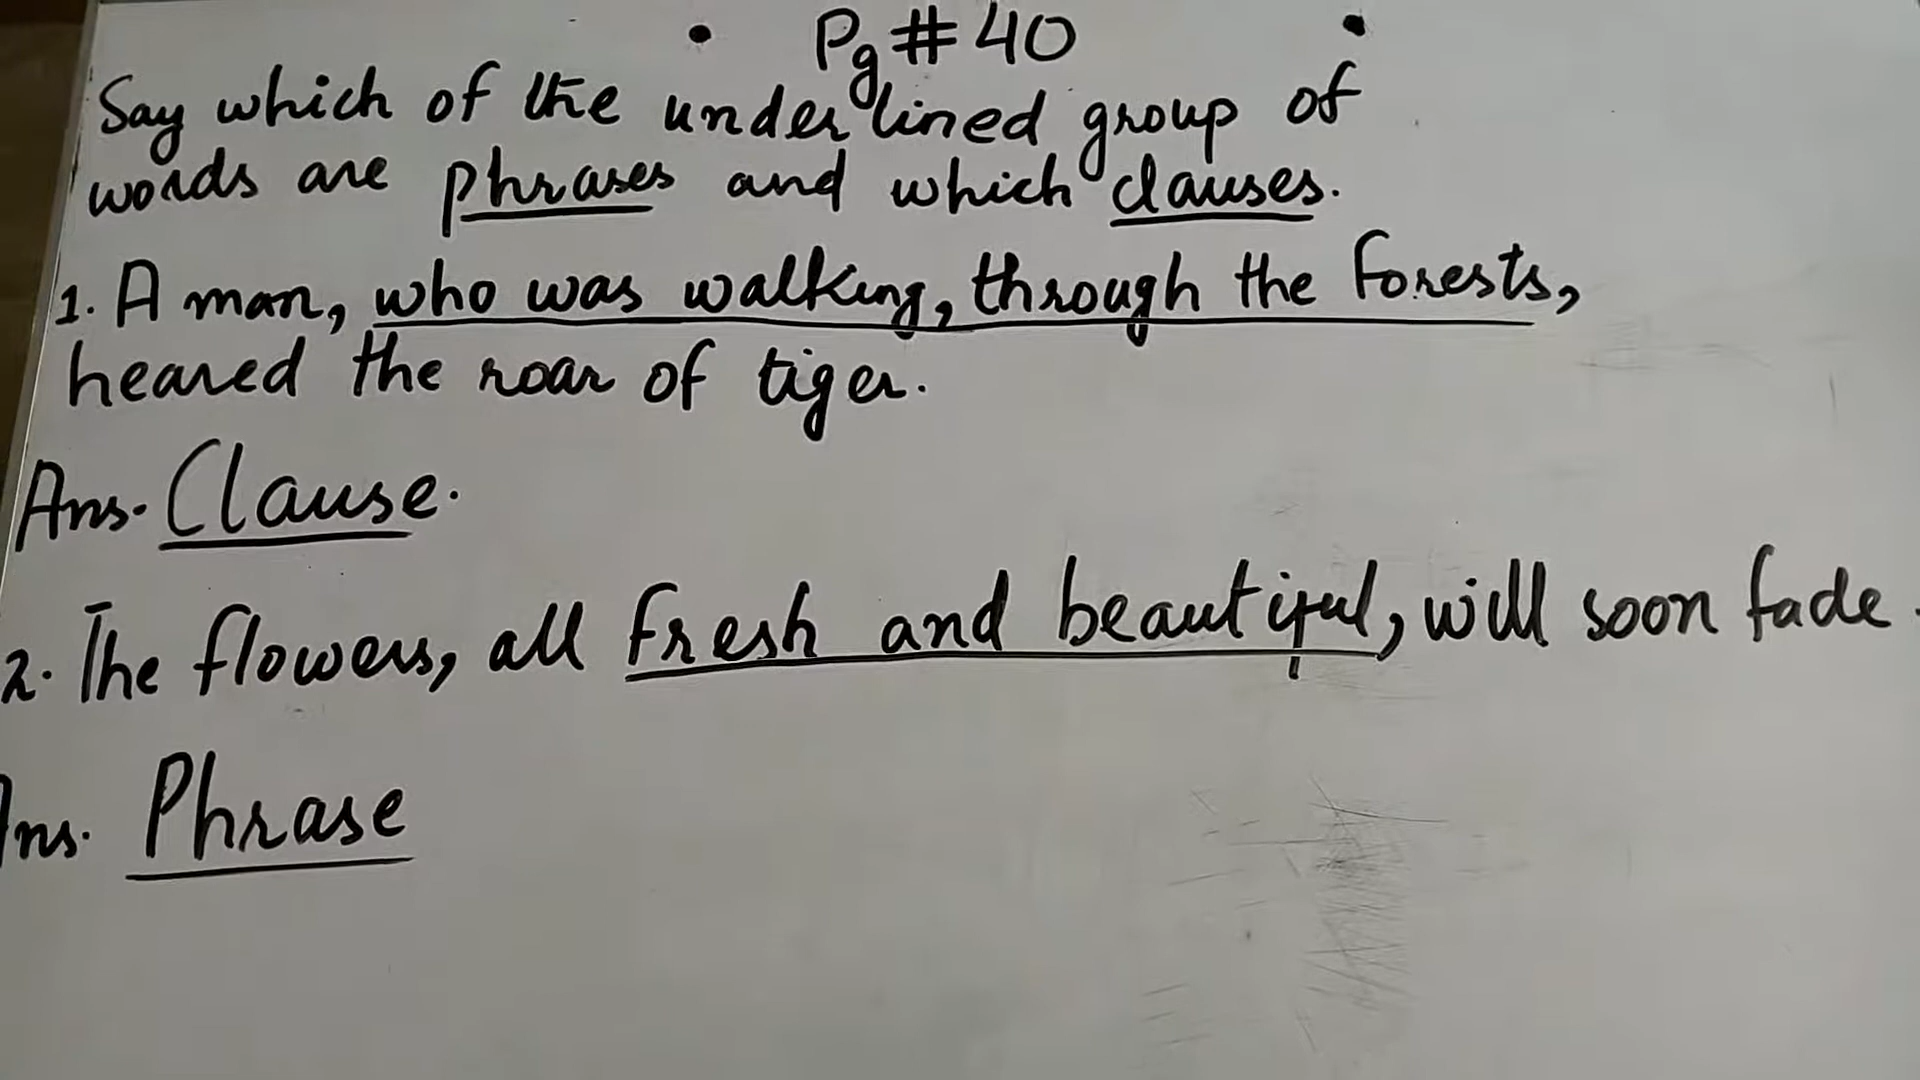 Pg # 40
Say which of the underlined group of
words are phrases and which clauses.
1. A man, who was walking, through the forests,
heared the roar of tiger.
Ans. Clause.
2. The flowers, all fresh and beautiful, will soon fade.
Ans. Phrase